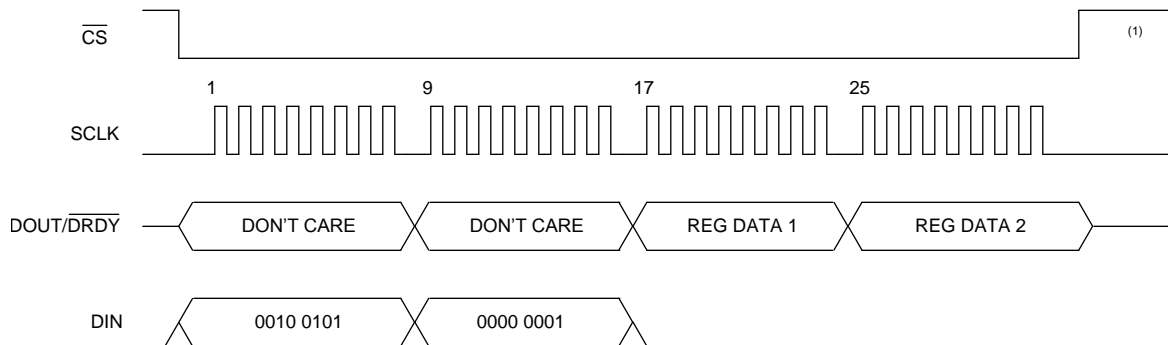 CS
(1)
1 9 17 25
SCLK
DOUT/DRDY DON'T CARE DON'T CARE REG DATA 1 REG DATA 2
DIN 0010 0101 0000 0001